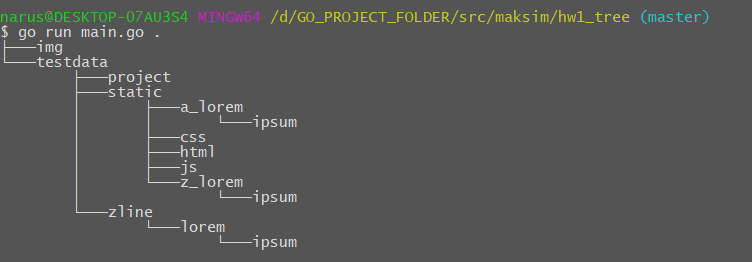 narus@DESKTOP-07AU3S4 MINGW64 /d/GO_PROJECT_FOLDER/src/maksim/hw1_tree (master)
$ go run main.go .
├───img
└───testdata
        ├───project
        ├───static
        │       ├───a_lorem
        │       │       └───ipsum
        │       ├───css
        │       ├───html
        │       ├───js
        │       └───z_lorem
        │               └───ipsum
        └───zline
                └───lorem
                        └───ipsum